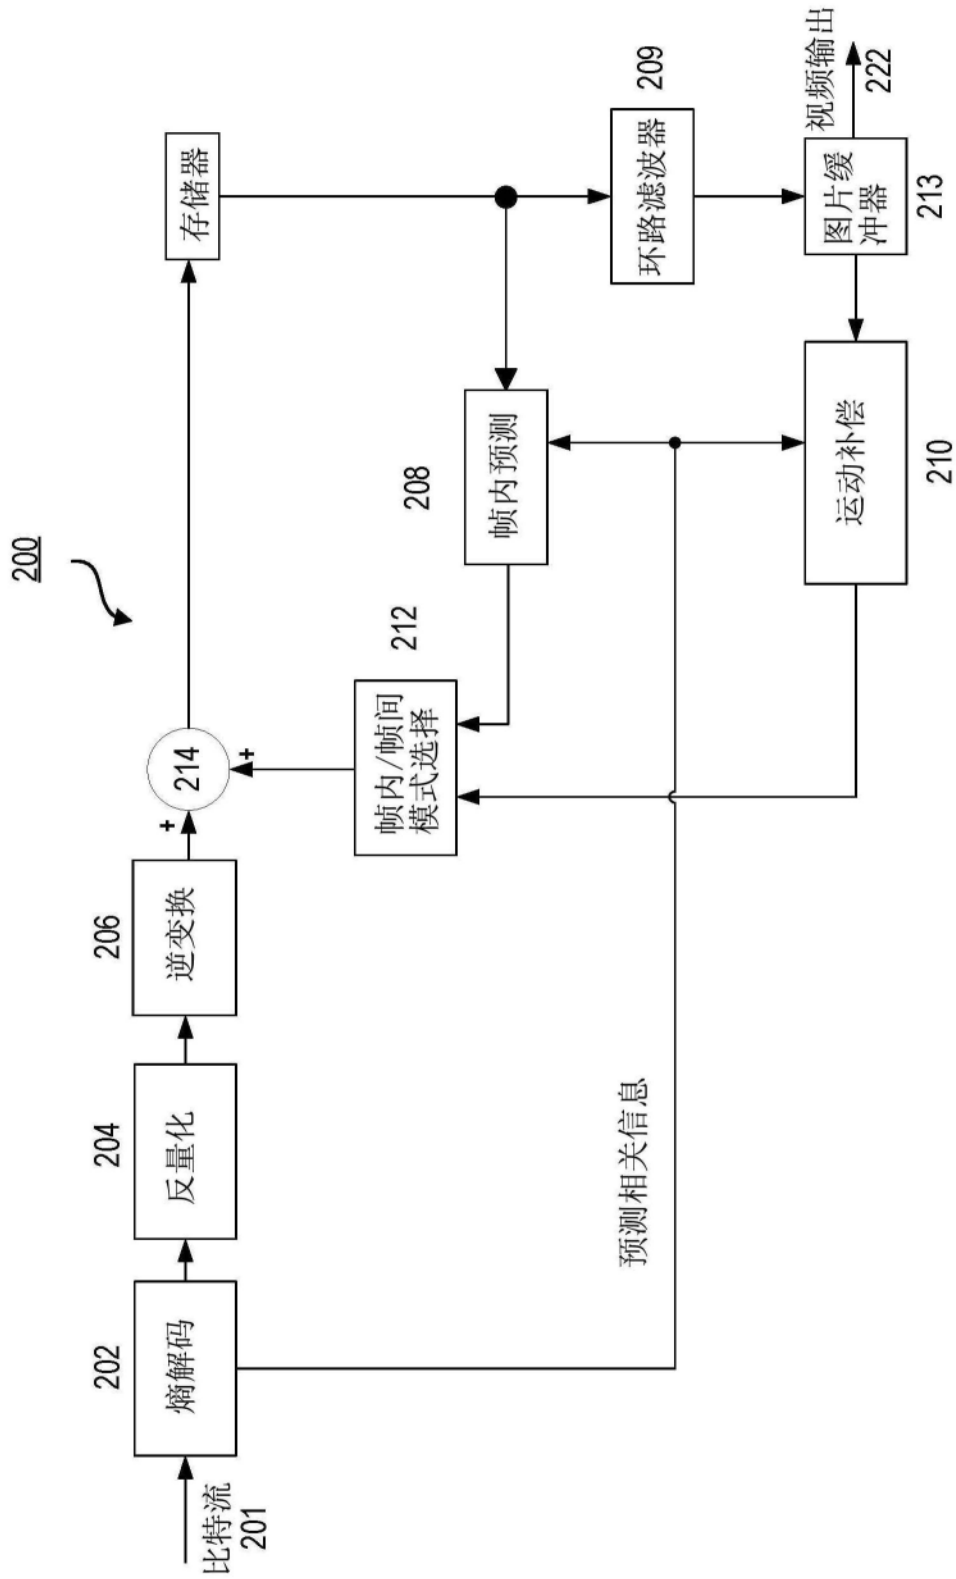 200
202
204
206
熵解码
反量化
逆变换
+
214
+
存储器
比特流
201
帧内/帧间
模式选择
212
208
帧内预测
预测相关信息
环路滤波器
209
运动补偿
210
图片缓
冲器
213
视频输出
222